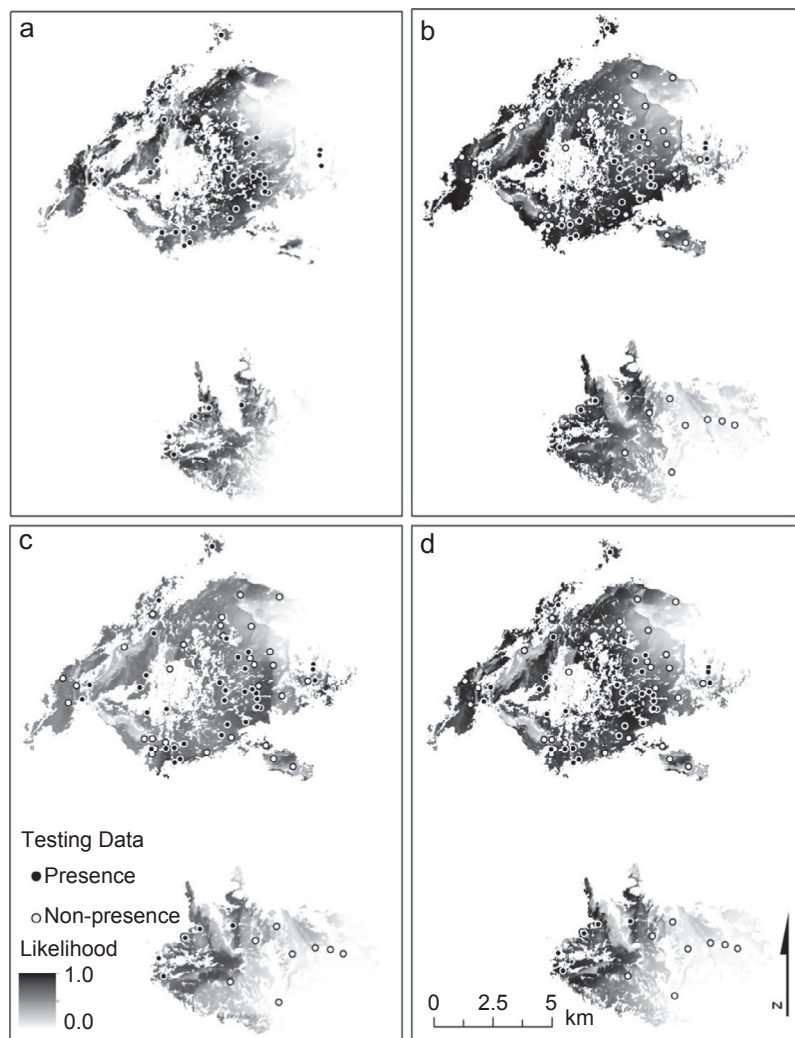 a
b
c
d
Testing Data
Presence
Non-presence
Likelihood
1.0
0.0
0 2.5 5
km
N